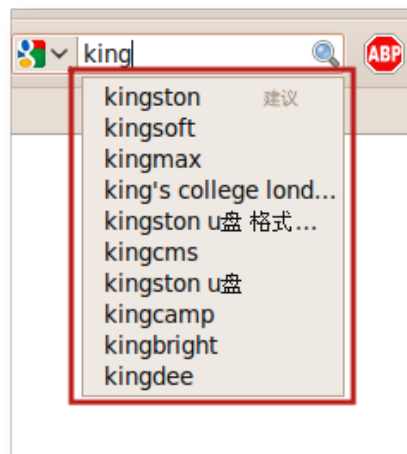 king
ABP
kingston 建议
kingsoft
kingmax
king's college lond...
kingston u盘 格式...
kingcms
kingston u盘
kingcamp
kingbright
kingdee